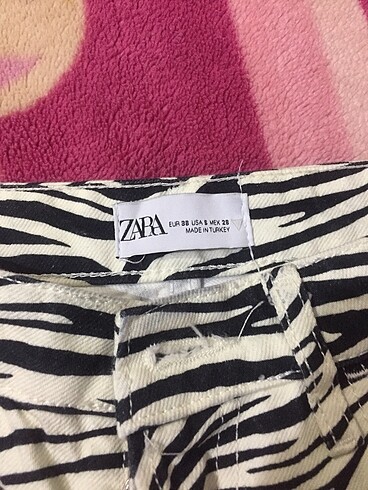 ZARA
EUR 38 USA 6 MEX 28
MADE IN TURKEY